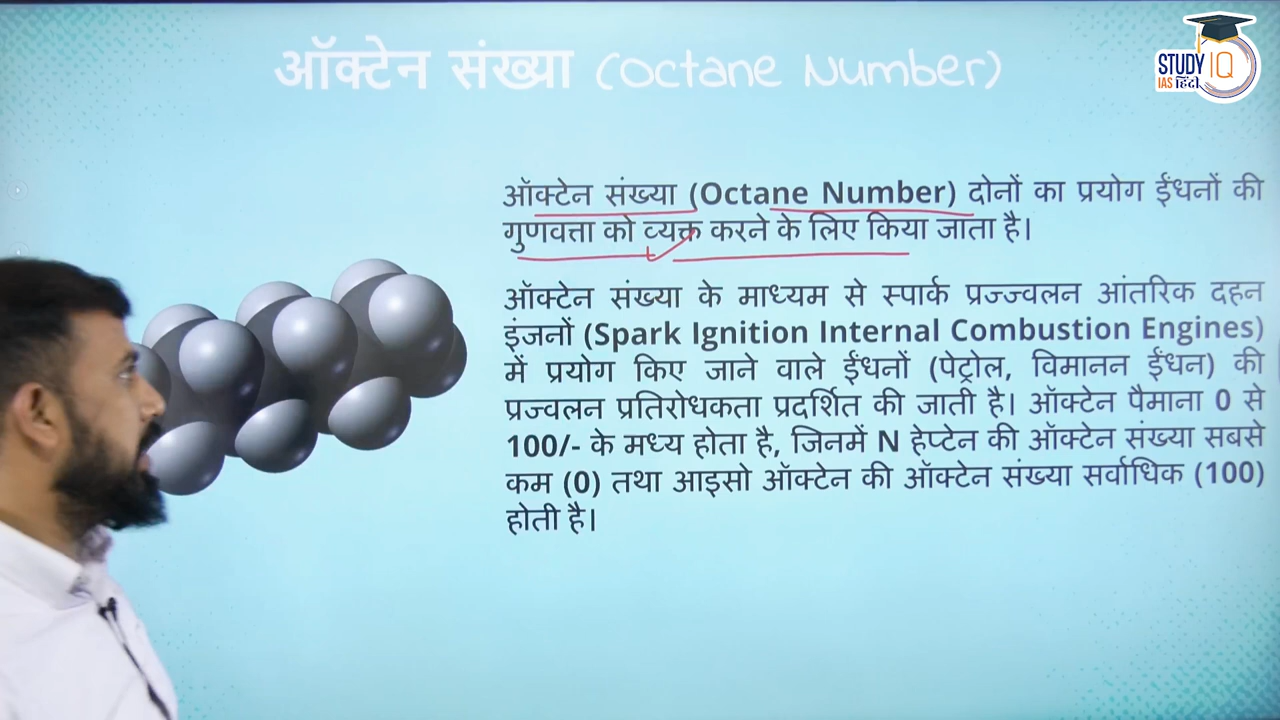 ऑक्टेन संख्या (Octane Number)
STUDY IQ
IAS हिंदी
ऑक्टेन संख्या (Octane Number) दोनों का प्रयोग ईंधनों की
गुणवत्ता को व्यक्त करने के लिए किया जाता है।
ऑक्टेन संख्या के माध्यम से स्पार्क प्रज्ज्वलन आंतरिक दहन
इंजनों (Spark Ignition Internal Combustion Engines)
में प्रयोग किए जाने वाले ईंधनों (पेट्रोल, विमानन ईंधन) की
प्रज्वलन प्रतिरोधकता प्रदर्शित की जाती है। ऑक्टेन पैमाना 0 से
100/- के मध्य होता है, जिनमें N हेप्टेन की ऑक्टेन संख्या सबसे
कम (0) तथा आइसो ऑक्टेन की ऑक्टेन संख्या सर्वाधिक (100)
होती है।